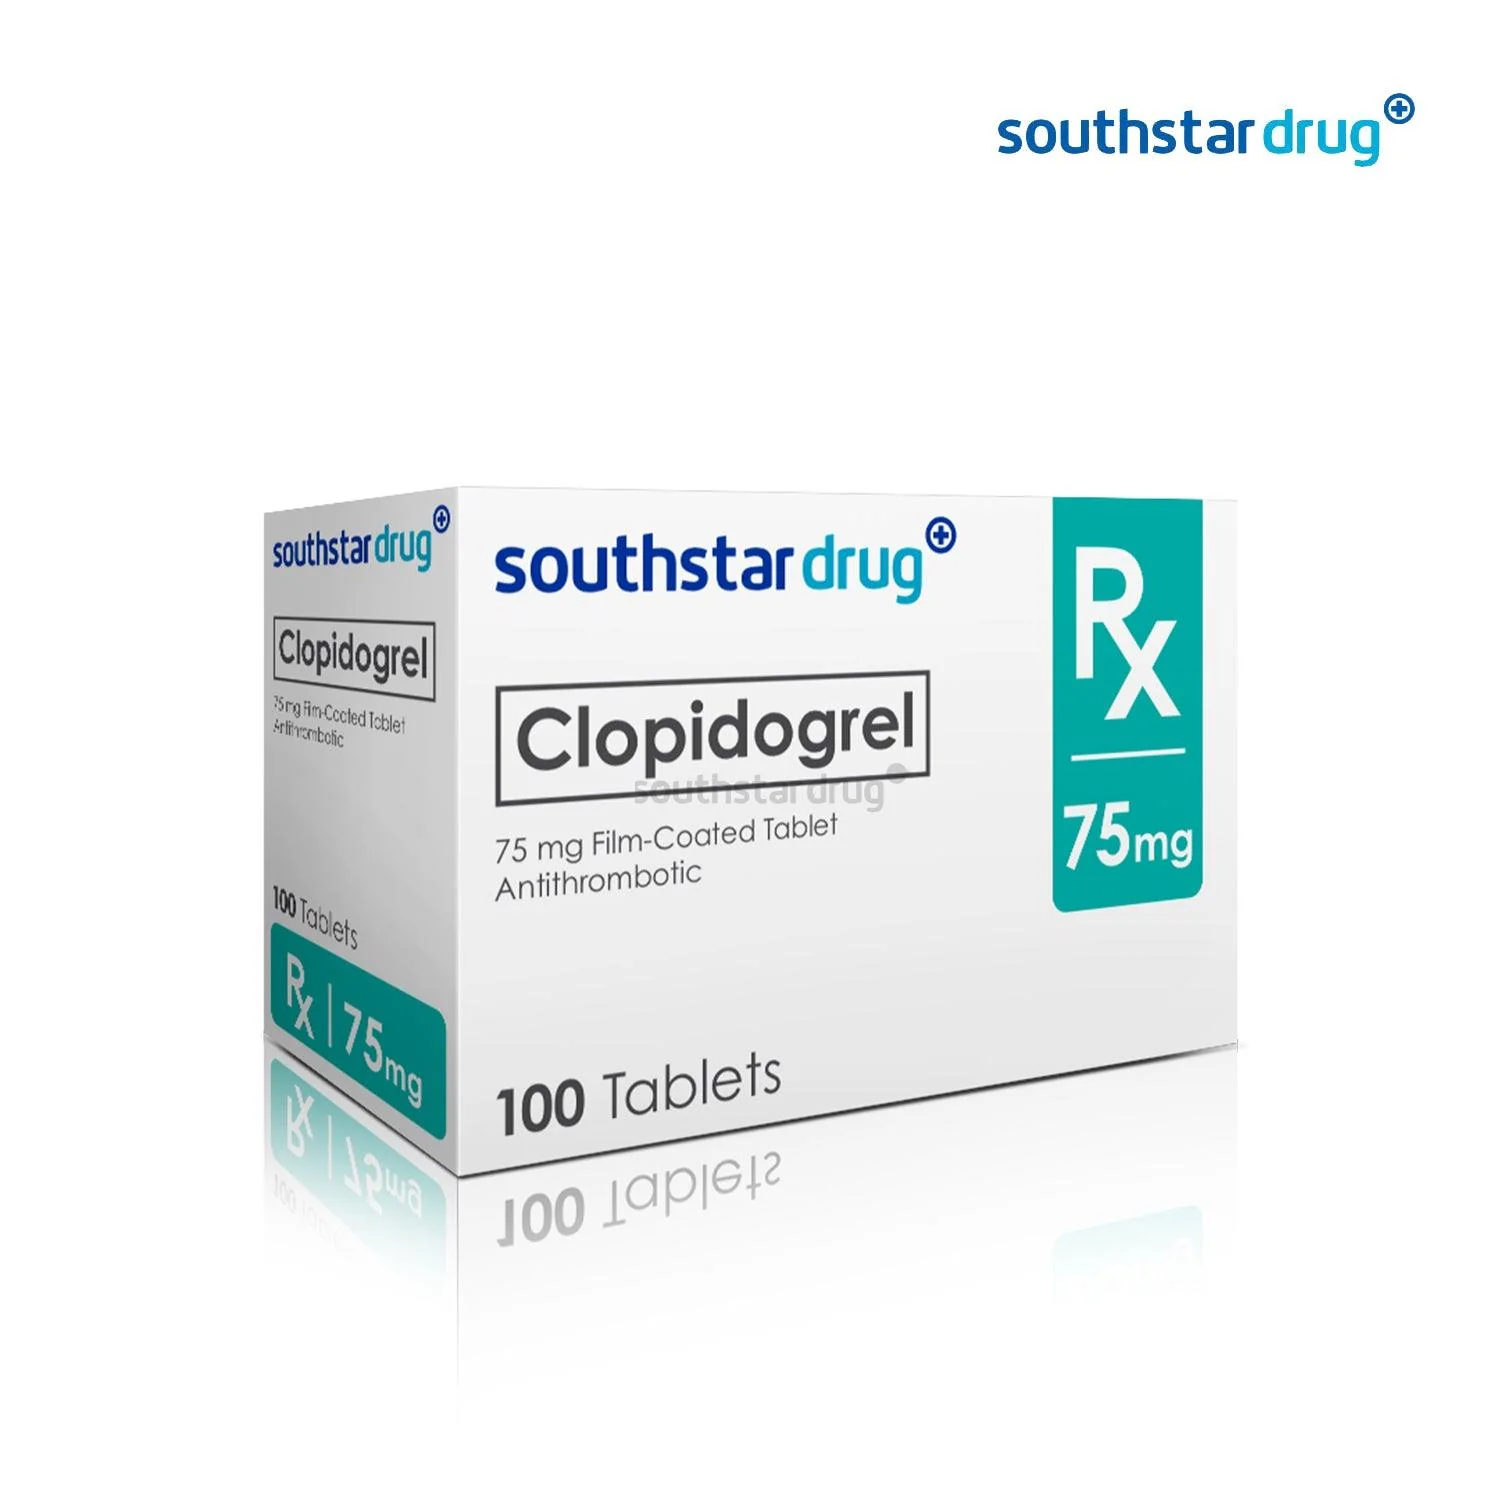 southstar drug
southstar drug
Clopidogrel
75 mg Film-Coated Tablet
Antithrombotic
100 Tablets
Rx | 75mg
southstar drug
Clopidogrel
southstar drug
75 mg Film-Coated Tablet
Antithrombotic
100 Tablets
Rx
75mg